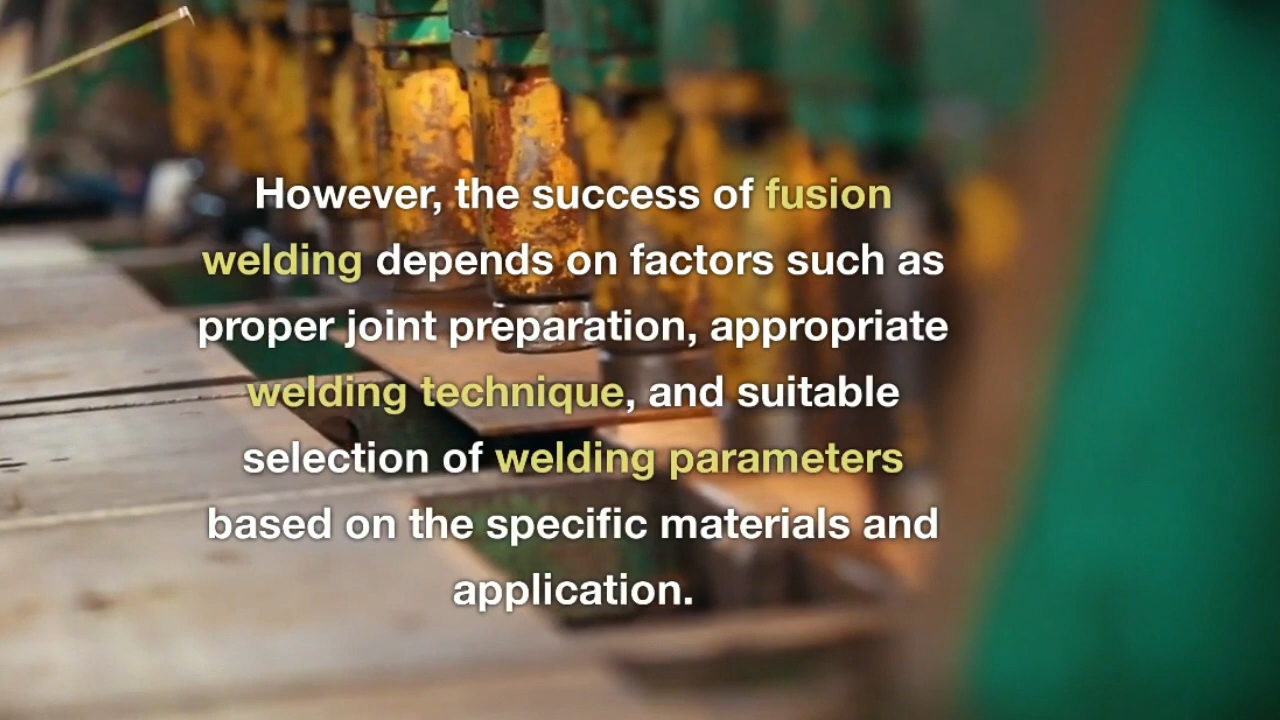 However, the success of fusion
welding depends on factors such as
proper joint preparation, appropriate
welding technique, and suitable
selection of welding parameters
based on the specific materials and
application.